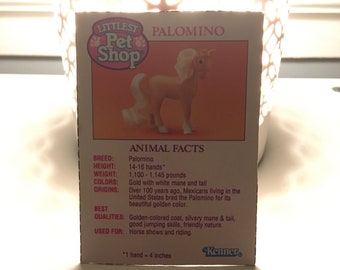 LITTLEST
Pet
Shop
PALOMINO
ANIMAL FACTS
BREED: Palomino
HEIGHT: 14-16 hands*
WEIGHT: 1,100 - 1,145 pounds
COLORS: Gold with white mane and tail
ORIGINS: Over 100 years ago, Mexicans living in the
United States bred the Palomino for its
beautiful golden color.
BEST
QUALITIES: Golden-colored coat, silvery mane & tail,
good jumping skills, friendly nature
USED FOR: Horse shows and riding.
*1 hand = 4 inches
Kenner